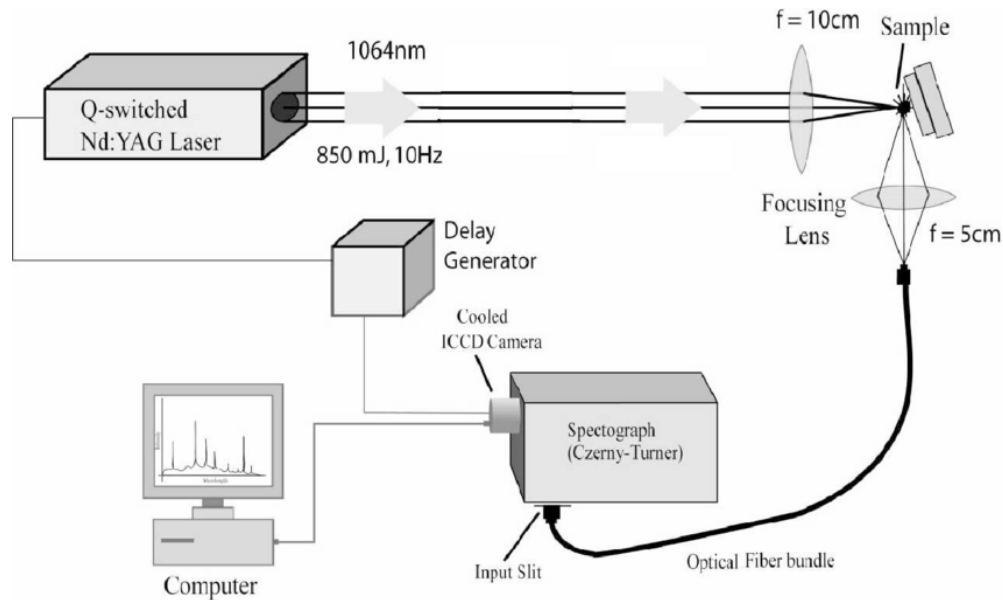 f = 10cm
Sample
1064nm
Q-switched
Nd:YAG Laser
850 mJ, 10Hz
Focusing
Lens
f = 5cm
Delay
Generator
Cooled
ICCD Camera
Spectograph
(Czerny-Turner)
Wavelength
Input Slit
Optical Fiber bundle
Computer